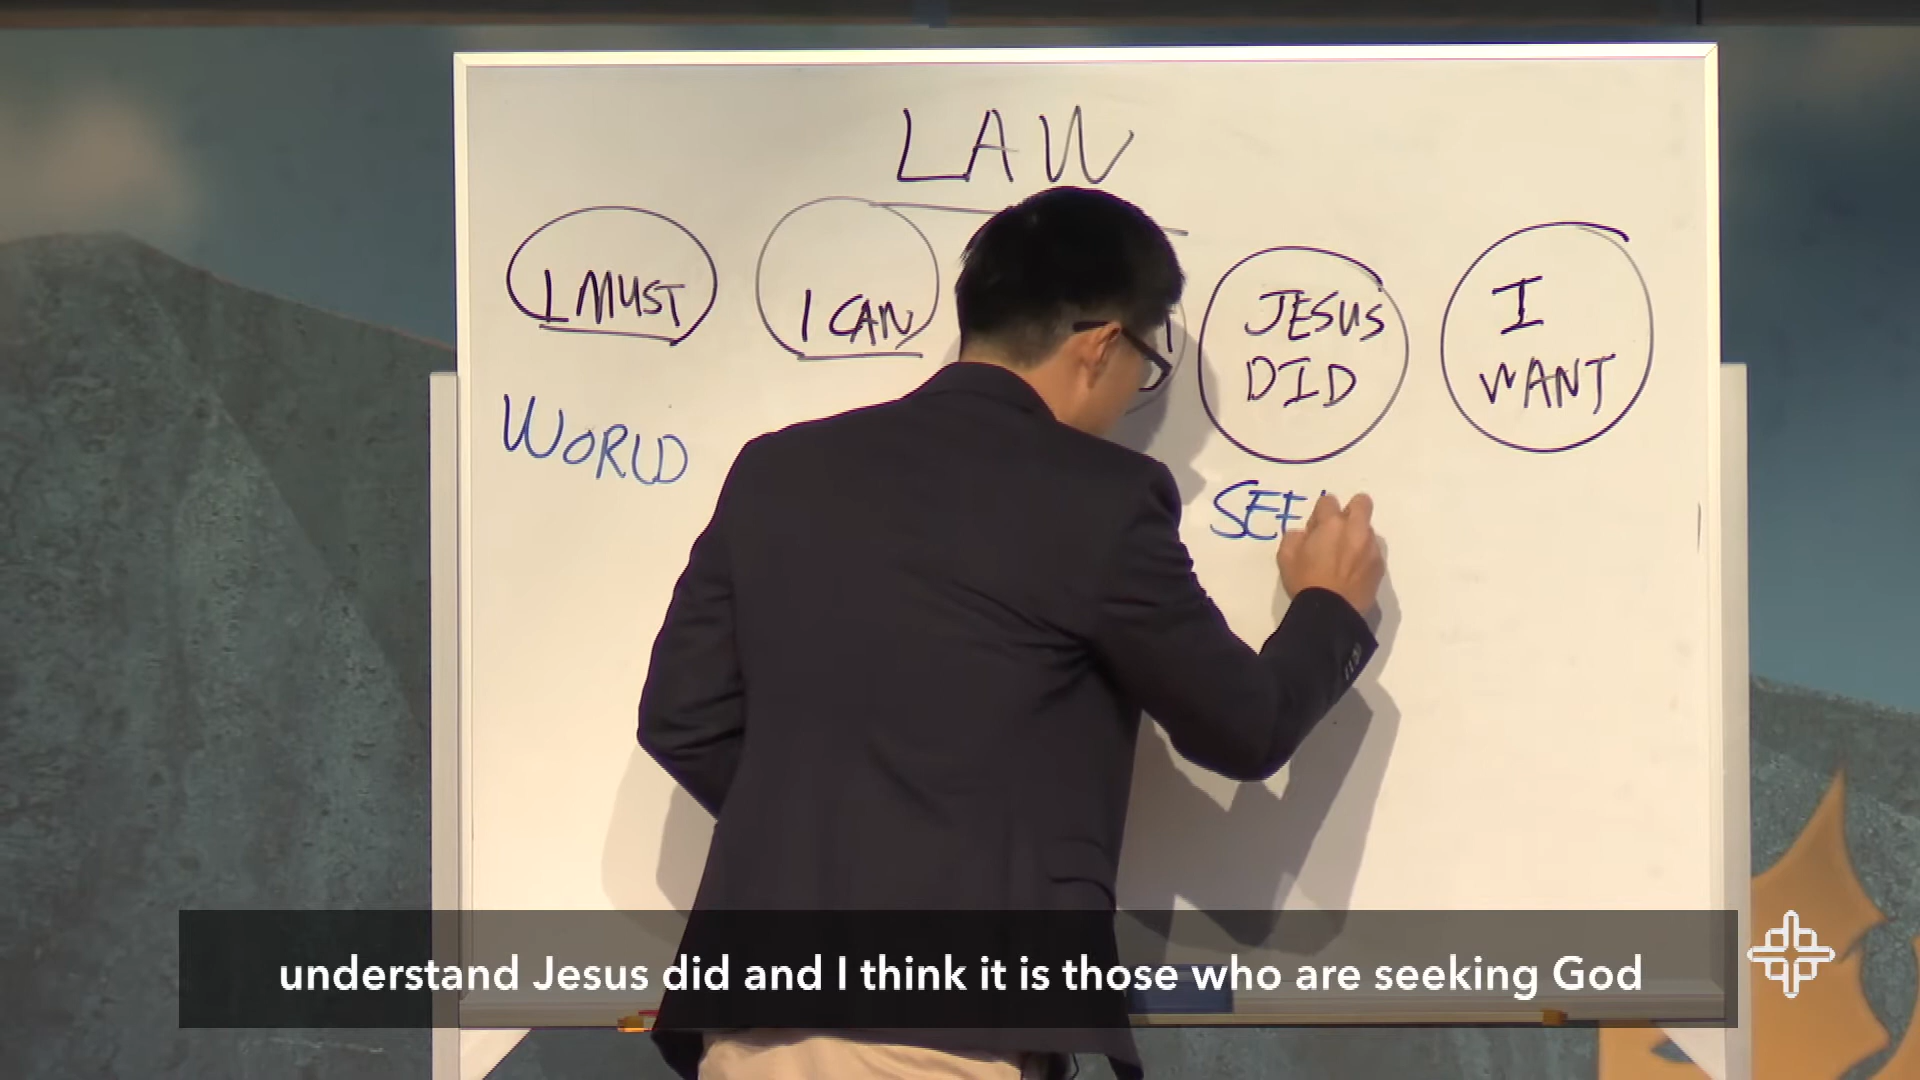 LAW
I MUST
I CAN
JESUS
DID
I
WANT
WORLD
understand Jesus did and I think it is those who are seeking God